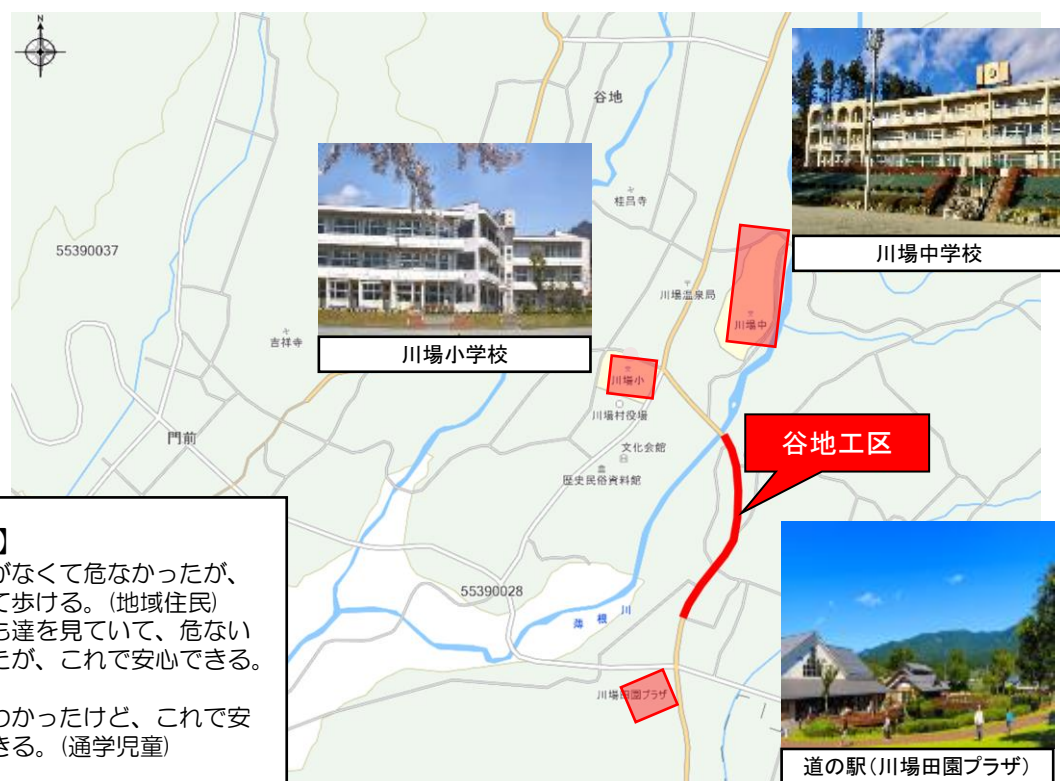 N
谷地
桂昌寺
川場中学校
55390037
川場温泉局
川場中
吉祥寺
川場小学校
川場小
川場村役場
門前
文化会館
谷地工区
歴史民俗資料館
】
がなくて危なかったが、
て歩ける。(地域住民)
ち達を見ていて、危ない
たが、これで安心できる。
わかったけど、これで安
きる。(通学児童)
55390028
薄根川
川場田園プラザ
道の駅(川場田園プラザ)